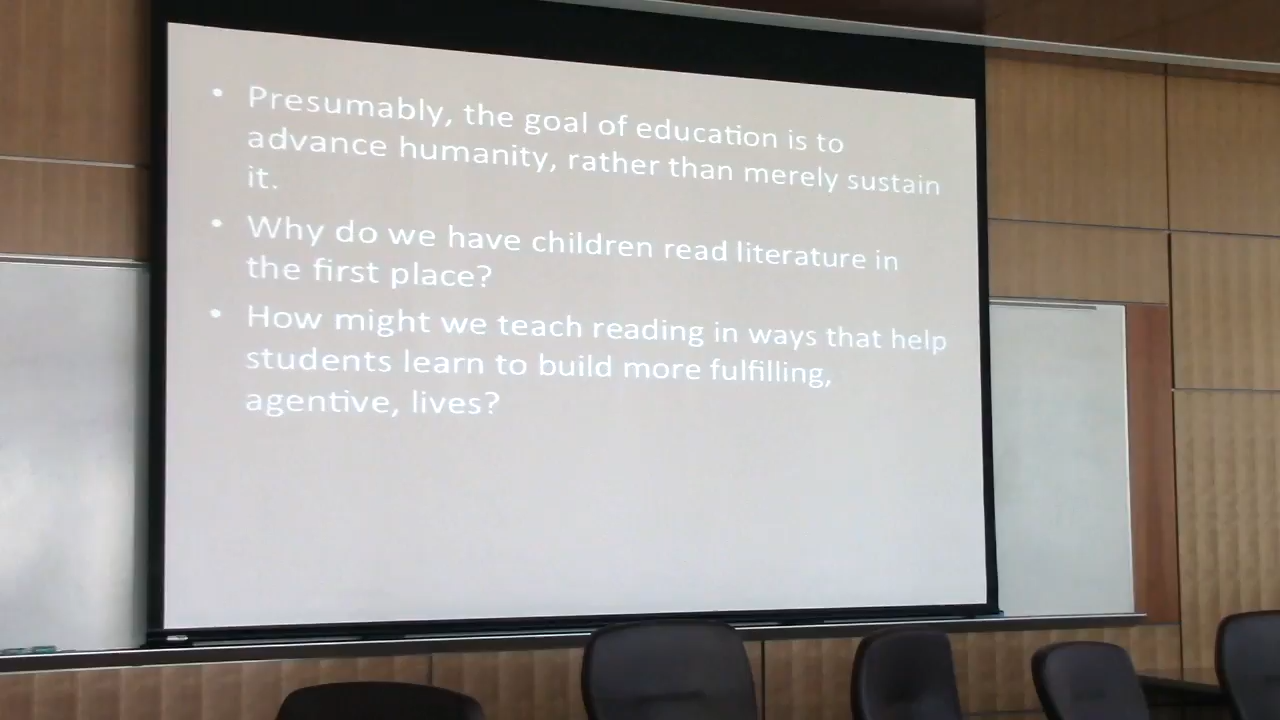 • Presumably, the goal of education is to
advance humanity, rather than merely sustain
it.
• Why do we have children read literature in
the first place?
• How might we teach reading in ways that help
students learn to build more fulfilling,
agentive, lives?